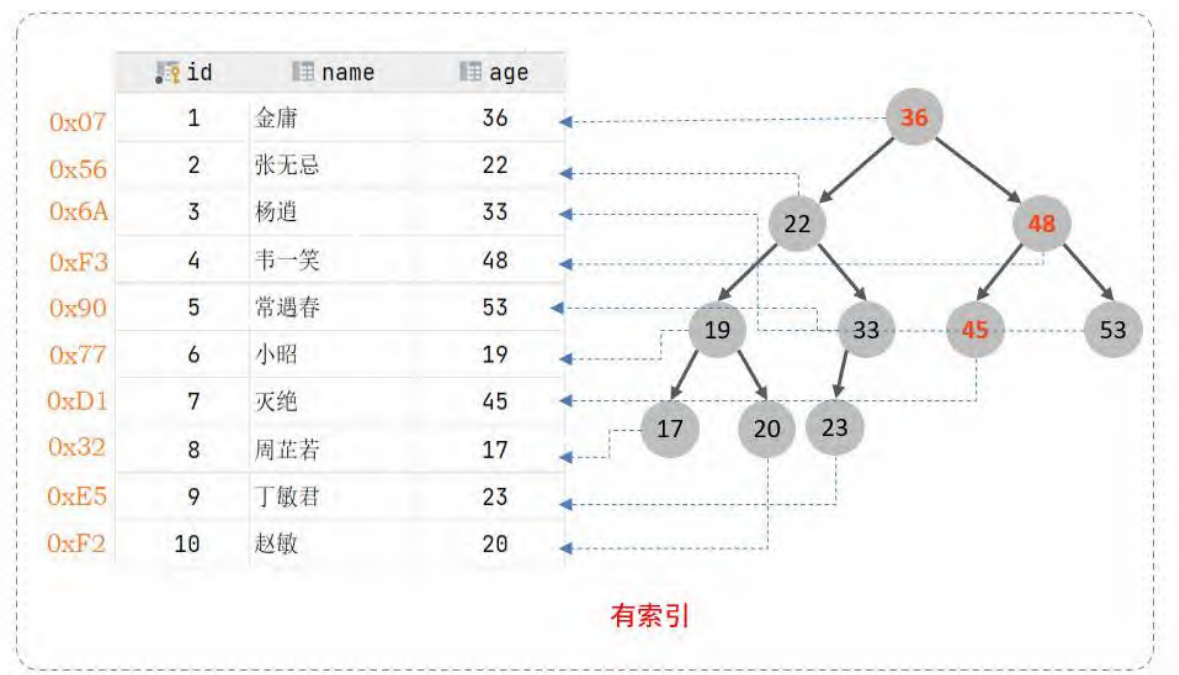 id name age
0x07 1 金庸 36 36
0x56 2 张无忌 22
0x6A 3 杨逍 33 22 48
0xF3 4 韦一笑 48
0x90 5 常遇春 53
19 33 45 53
0x77 6 小昭 19
0xD1 7 灭绝 45
17 20 23
0x32 8 周芷若 17
0xE5 9 丁敏君 23
0xF2 10 赵敏 20
有索引